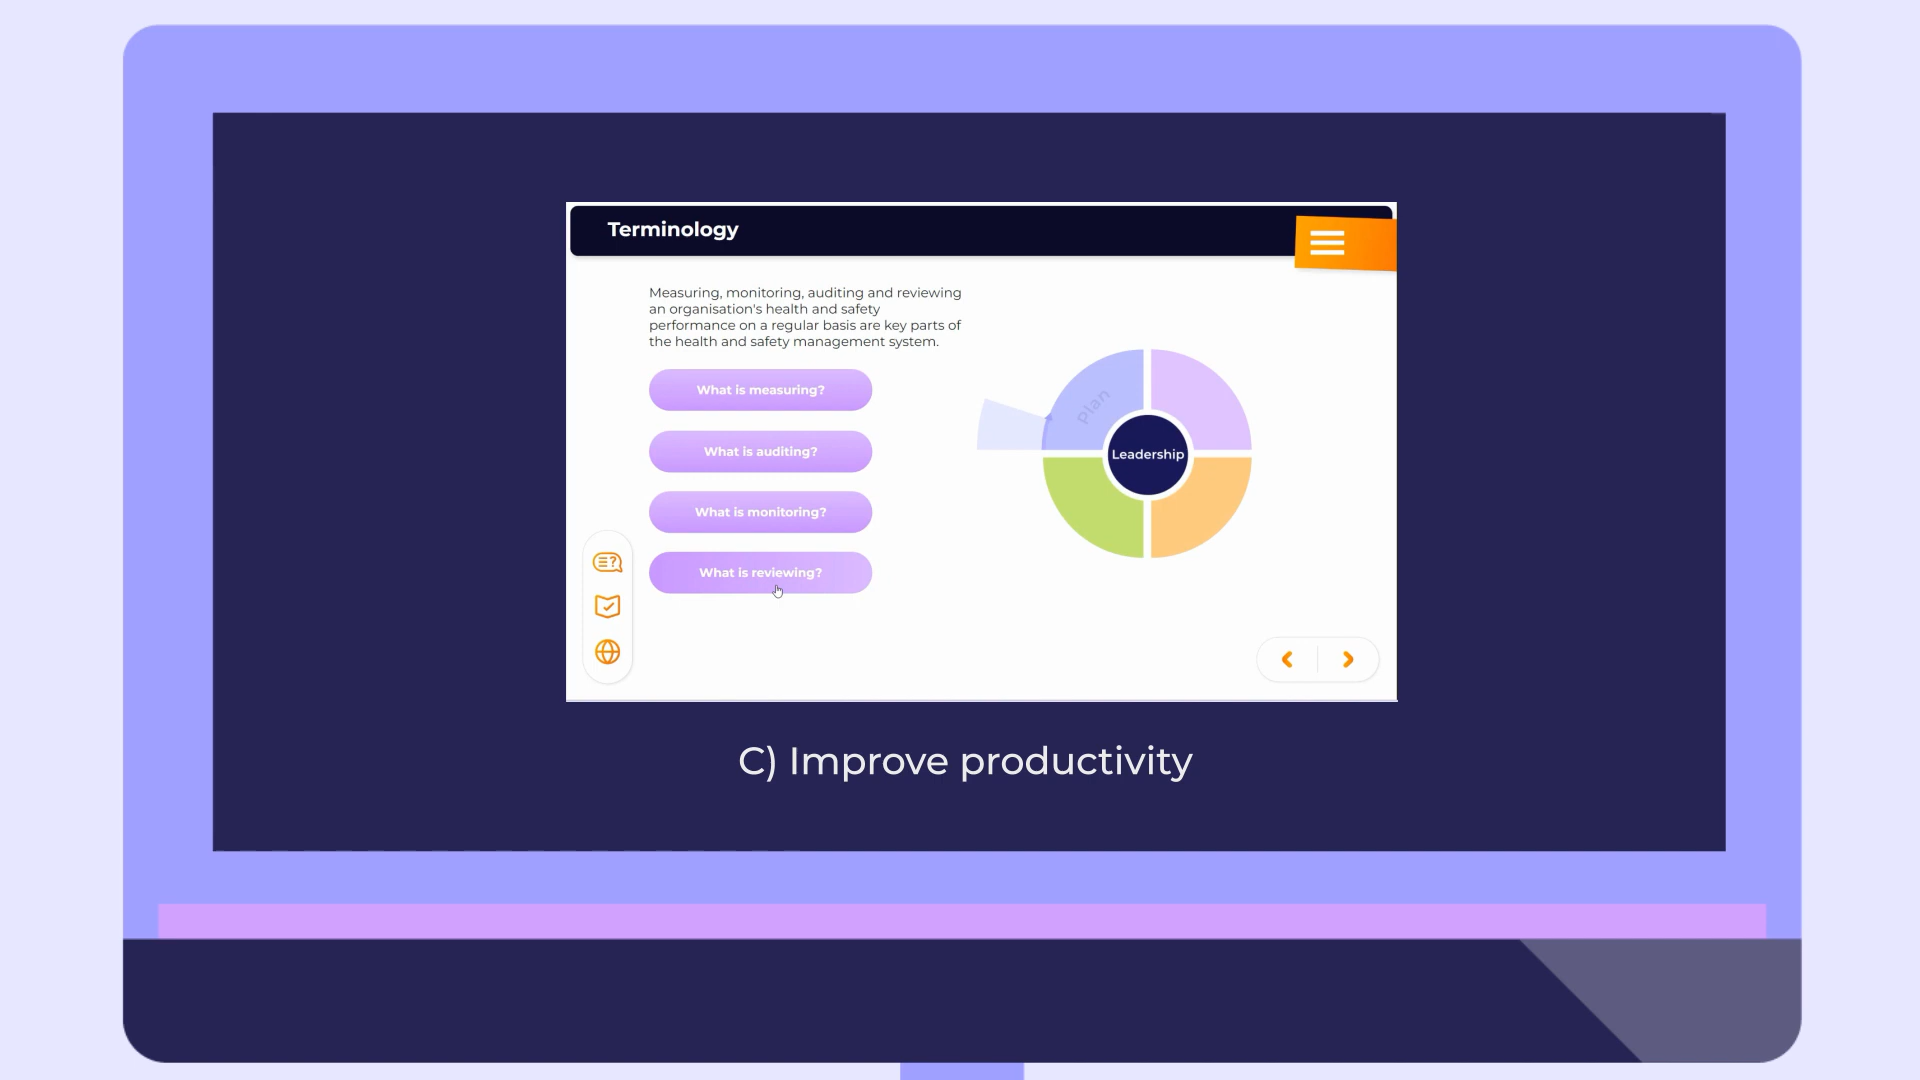 Terminology
Measuring, monitoring, auditing and reviewing
an organisation's health and safety
performance on a regular basis are key parts of
the health and safety management system.
What is measuring?
What is auditing?
What is monitoring?
What is reviewing?
Plan
Leadership
C) Improve productivity